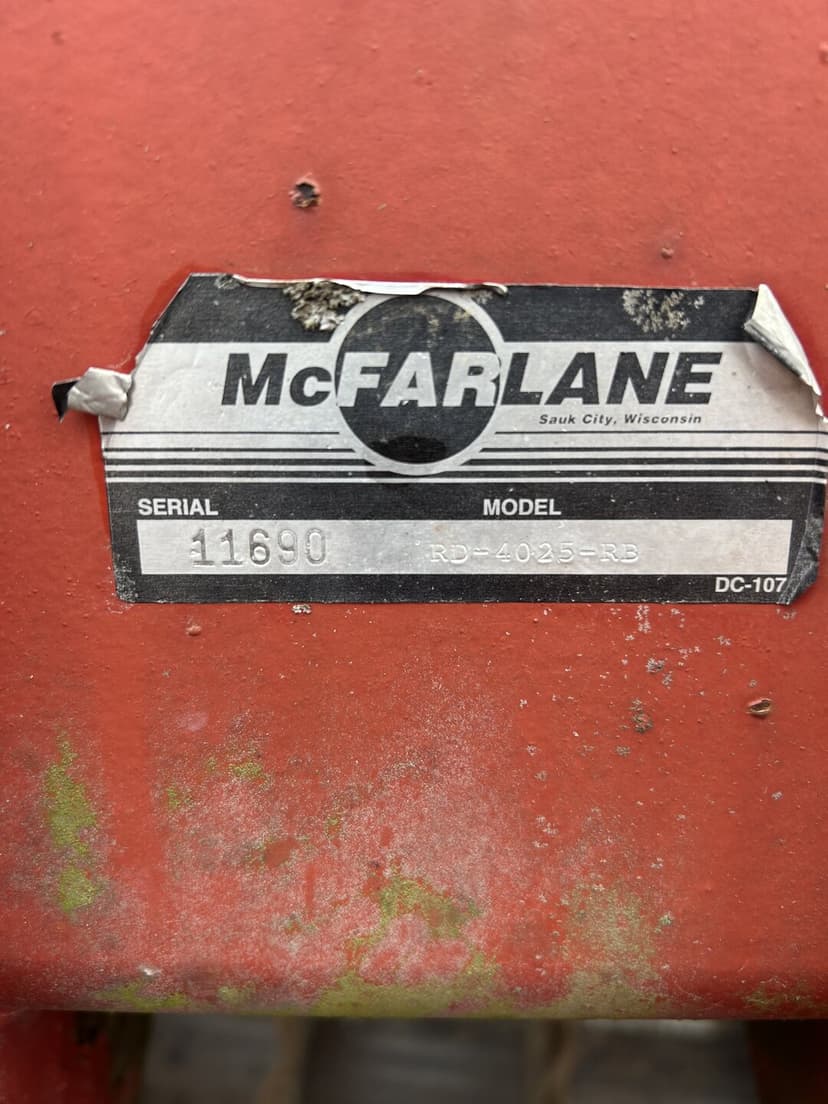 McFARLANE
Sauk City, Wisconsin
SERIAL MODEL
11690 RD-4025-RB
DC-107